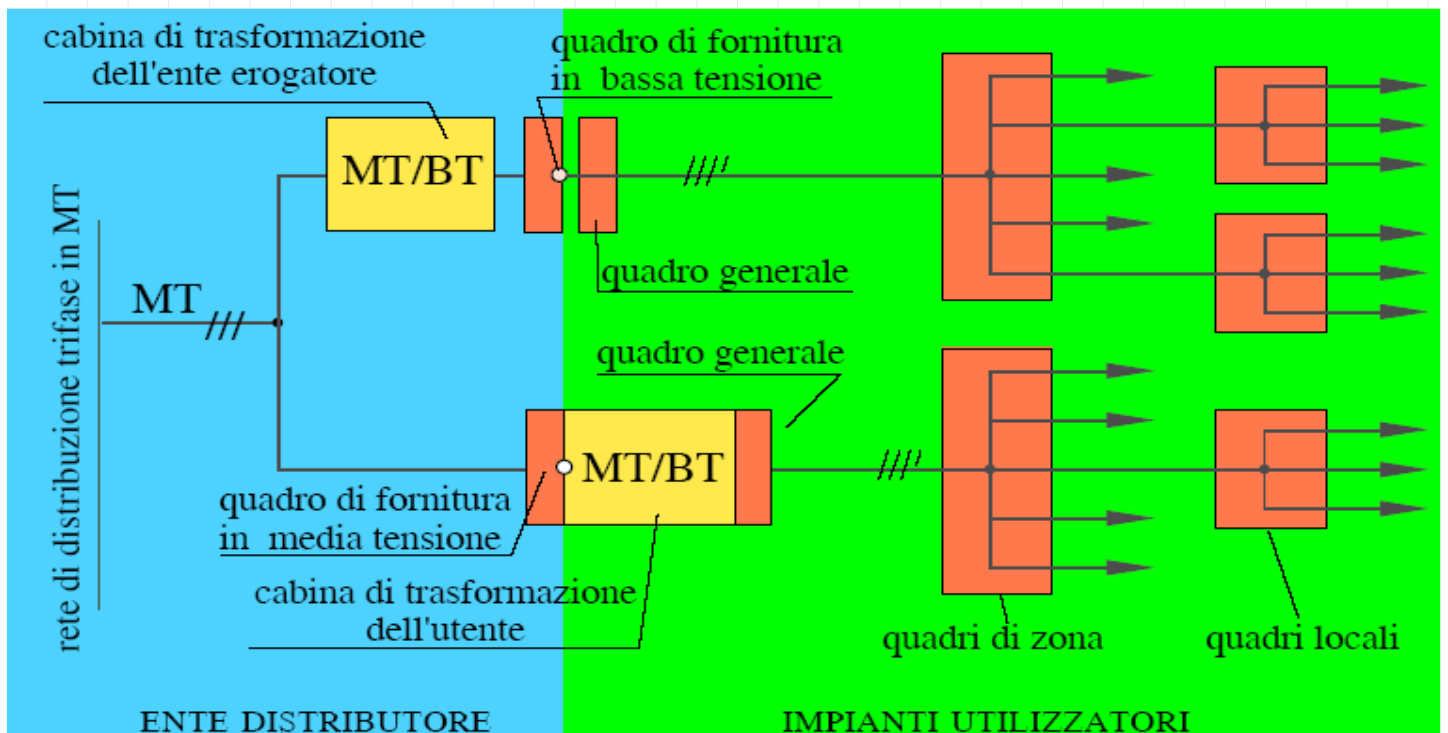 cabina di trasformazione
dell'ente erogatore
quadro di fornitura
in bassa tensione
MT/BT
quadro generale
rete di distribuzione trifase in MT
MT
quadro generale
MT/BT
quadro di fornitura
in media tensione
cabina di trasformazione
dell'utente
quadri di zona
quadri locali
ENTE DISTRIBUTORE
IMPIANTI UTILIZZATORI